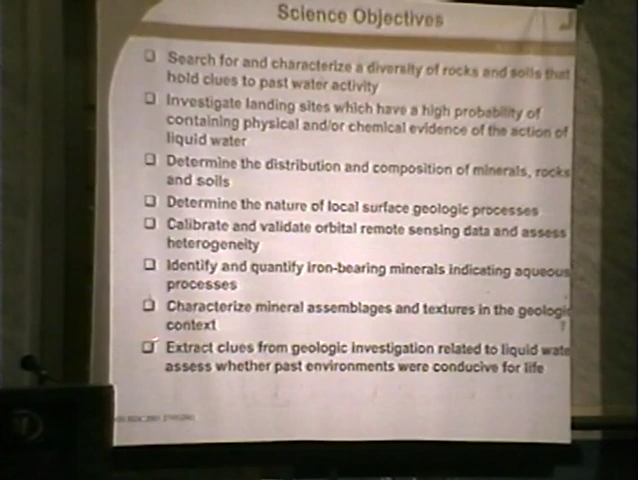 Science Objectives
❑ Search for and characterize a diversity of rocks and soils that
hold clues to past water activity
❑ Investigate landing sites which have a high probability of
containing physical and/or chemical evidence of the action of
liquid water
❑ Determine the distribution and composition of minerals, rocks
and soils
❑ Determine the nature of local surface geologic processes
❑ Calibrate and validate orbital remote sensing data and assess
heterogeneity
❑ Identify and quantify iron-bearing minerals indicating aqueous
processes
❑ Characterize mineral assemblages and textures in the geologic
context
❑ Extract clues from geologic investigation related to liquid wate
assess whether past environments were conducive for life